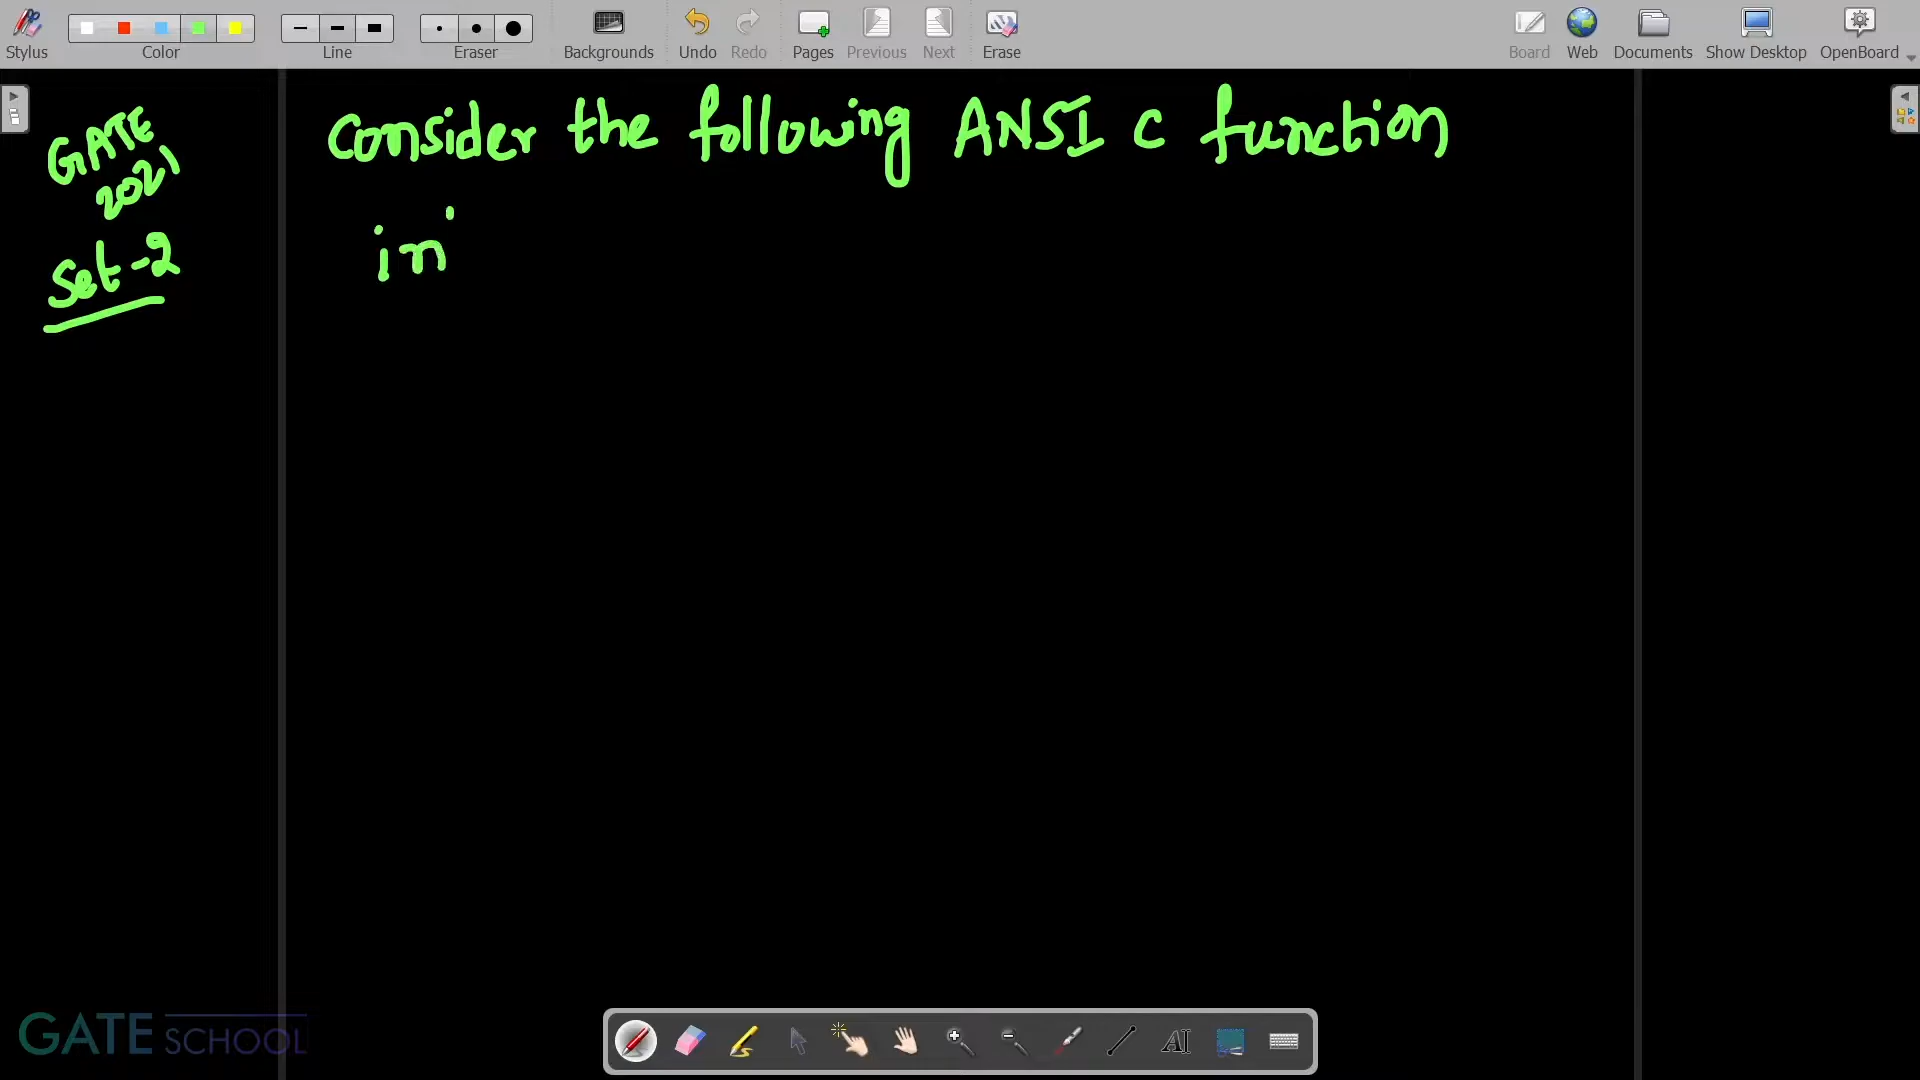 Stylus
Color
Line
Eraser
Backgrounds
Undo
Redo
Pages
Previous
Next
Erase
Board
Web
Documents
Show Desktop
OpenBoard
GATE
2021
Set-2
Consider the following ANSI C function
in
GATE SCHOOL
AI